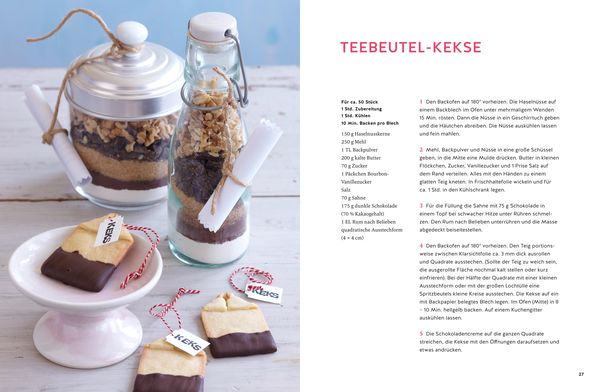 TEEBEUTEL-KEKSE
Für ca. 50 Stück
1 Std. Zubereitung
1 Std. Kühlen
10 Min. Backen pro Blech
150 g Haselnusskerne
250 g Mehl
1 TL Backpulver
200 g kalte Butter
70 g Zucker
1 Päckchen Bourbon-
Vanillezucker
Salz
70 g Sahne
175 g dunkle Schokolade
(70 % Kakaogehalt)
1 EL Rum nach Belieben
quadratische Ausstechform
(4 × 4 cm)
1 Den Backofen auf 180° vorheizen. Die Haselnüsse auf
einem Backblech im Ofen unter mehrmaligem Wenden
15 Min. rösten. Dann die Nüsse in ein Geschirrtuch geben
und die Häutchen abreiben. Die Nüsse auskühlen lassen
und fein mahlen.
2 Mehl, Backpulver und Nüsse in eine große Schüssel
geben, in die Mitte eine Mulde drücken. Butter in kleinen
Flöckchen, Zucker, Vanillezucker und 1 Prise Salz auf
dem Rand verteilen. Alles mit den Händen zu einem
glatten Teig kneten. In Frischhaltefolie wickeln und für
ca. 1 Std. in den Kühlschrank legen.
3 Für die Füllung die Sahne mit 75 g Schokolade in
einem Topf bei schwacher Hitze unter Rühren schmel-
zen. Den Rum nach Belieben unterrühren und die Masse
abgedeckt beiseitestellen.
4 Den Backofen auf 180° vorheizen. Den Teig portions-
weise zwischen Klarsichtfolie ca. 3 mm dick ausrollen
und Quadrate ausstechen. (Sollte der Teig zu weich sein,
die ausgerollte Fläche nochmal kalt stellen oder kurz
einfrieren). Bei der Hälfte der Quadrate mit einer kleinen
Ausstechform oder mit der großen Lochtülle eine
Spritzbeutels kleine Kreise ausstechen. Die Kekse auf ein
mit Backpapier belegtes Blech legen. Im Ofen (Mitte) in 8
– 10 Min. hellgelb backen. Auf einem Kuchengitter
auskühlen lassen.
5 Die Schokoladencreme auf die ganzen Quadrate
streichen, die Kekse mit den Öffnungen daraufsetzen und
etwas andrücken.
KEKS
KEKS
KEKS
27